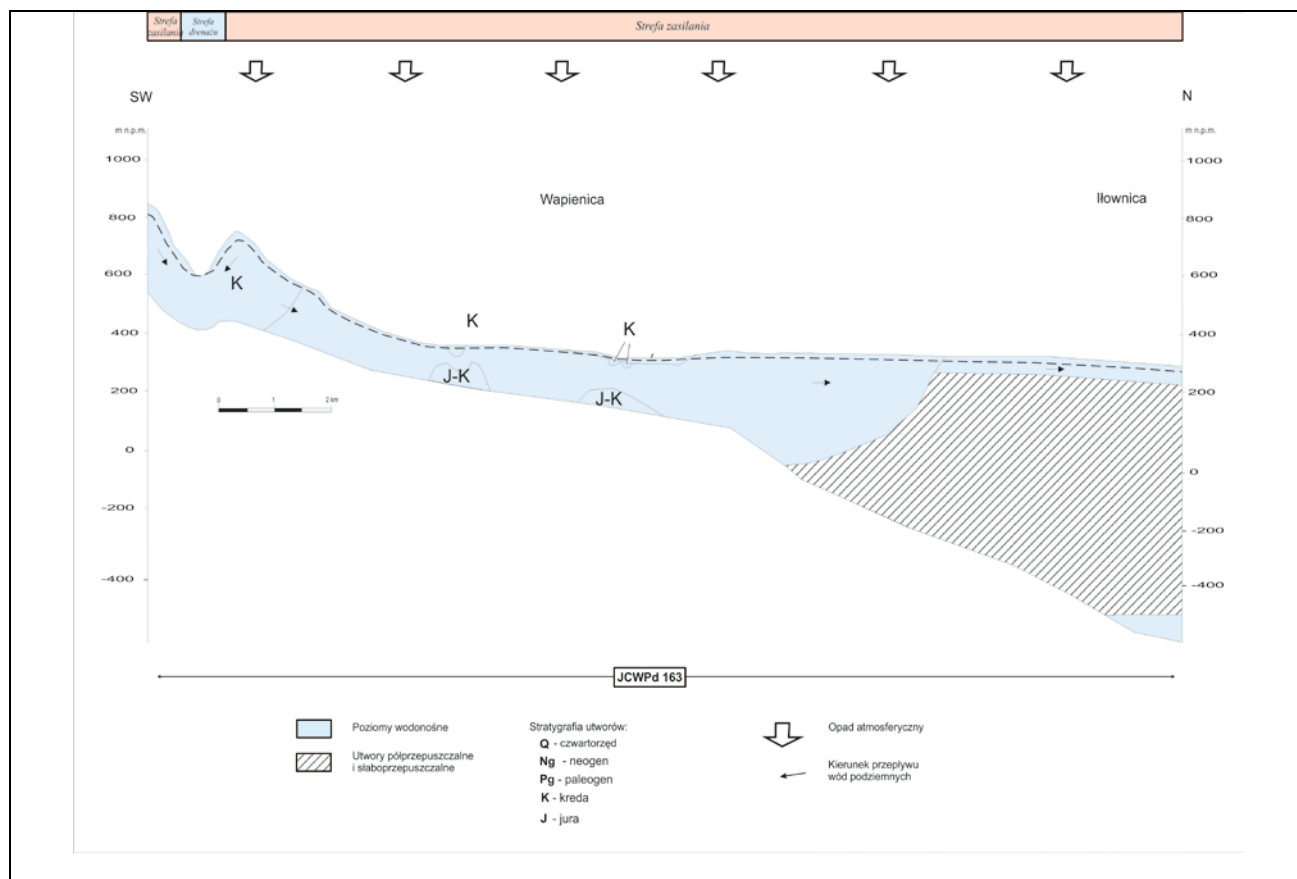 Strefa zasilania
Strefa drenażu
Strefa zasilania
SW
N
m n.p.m.
m n.p.m.
1000
1000
Wapienica
Iłownica
800
800
600
600
K
400
K
K
400
J-K
200
J-K
200
0
1
2 km
0
0
-200
-200
-400
-400
JCWPd 163
Poziomy wodonośne
Utwory półprzepuszczalne
i słaboprzepuszczalne
Stratygrafia utworów:
Q - czwartorzęd
Ng - neogen
Pg - paleogen
K - kreda
J - jura
Opad atmosferyczny
Kierunek przepływu
wód podziemnych